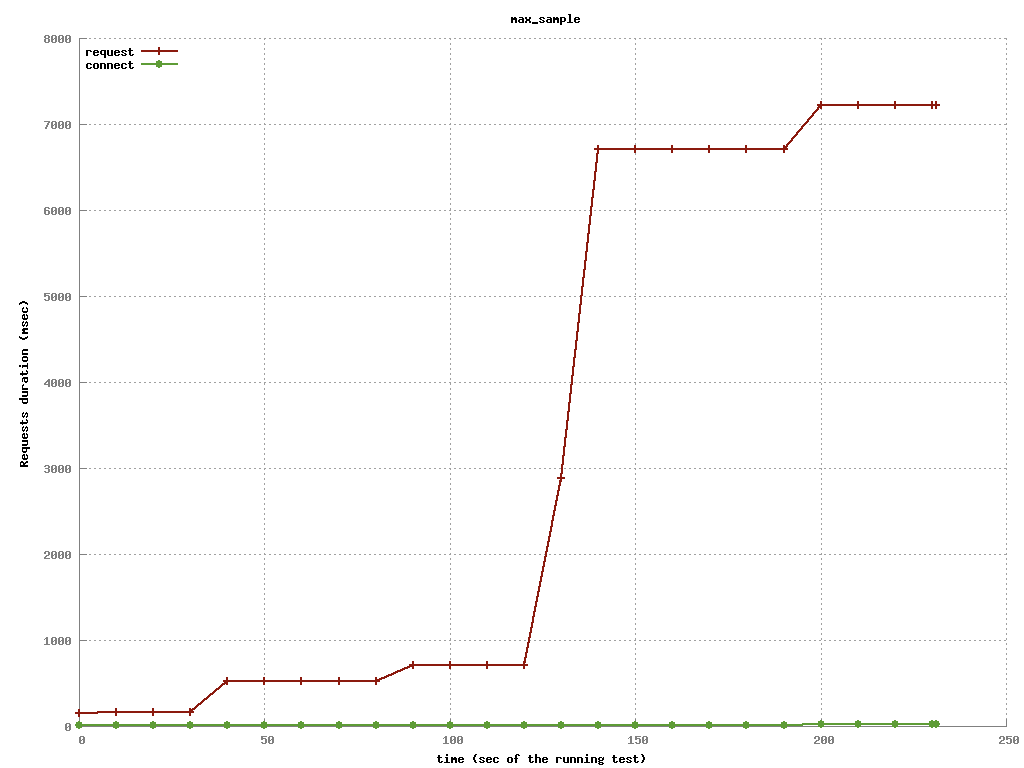 max_sample
8000
request
connect
7000
6000
5000
4000
3000
2000
1000
0
Requests duration (msec)
0 50 100 150 200 250
time (sec of the running test)